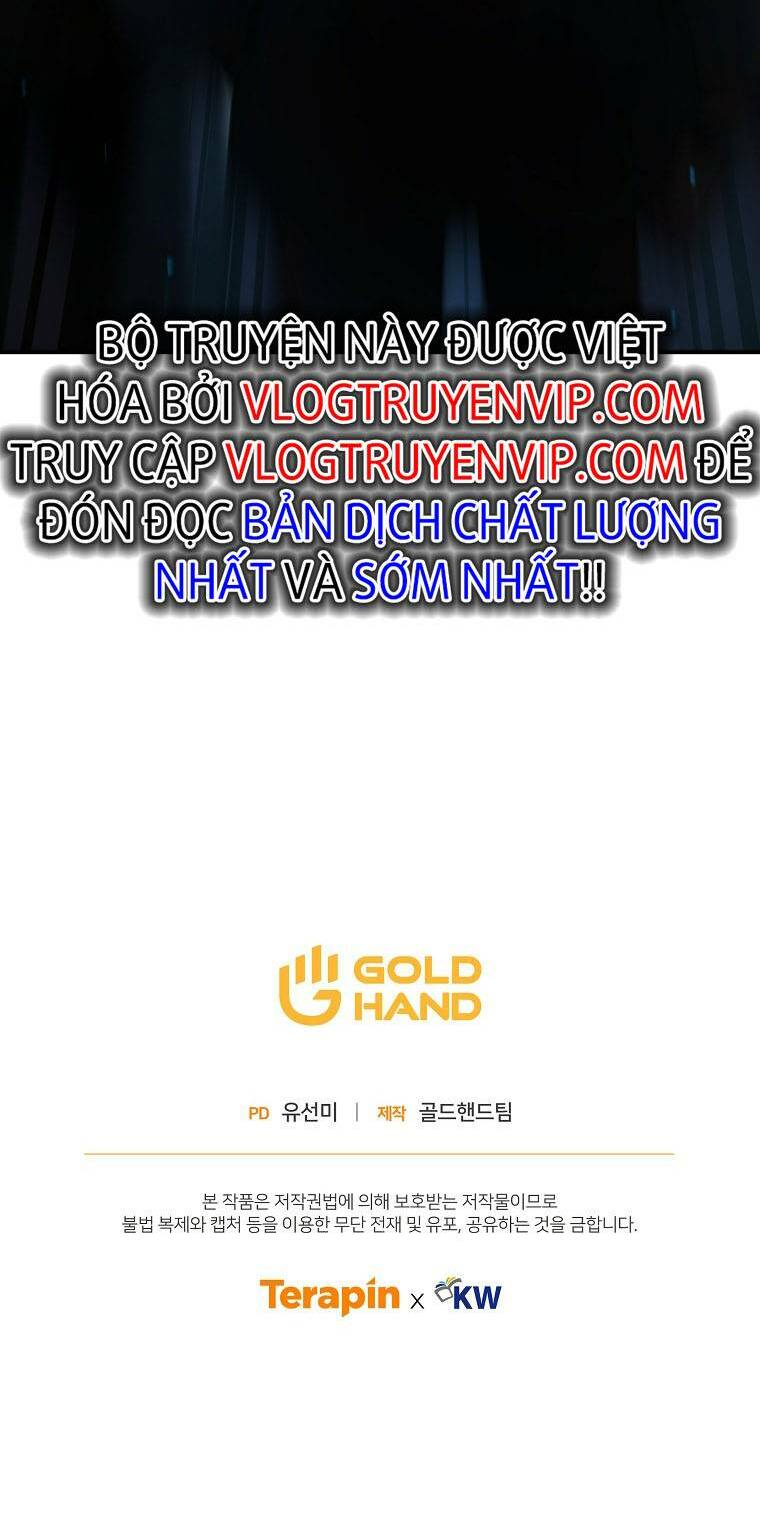 BỘ TRUYỆN NÀY ĐƯỢC VIỆT
HÓA BỞI VLOGTRUYENVIP.COM
TRUY CẬP VLOGTRUYENVIP.COM ĐỂ
ĐÓN ĐỌC BẢN DỊCH CHẤT LƯỢNG
NHẤT VÀ SỚM NHẤT!!
GOLD
HAND
PD 유선미 | 제작 골드핸드팀
본 작품은 저작권법에 의해 보호받는 저작물이므로
불법 복제와 캡처 등을 이용한 무단 전재 및 유포, 공유하는 것을 금합니다.
Terapin x KW